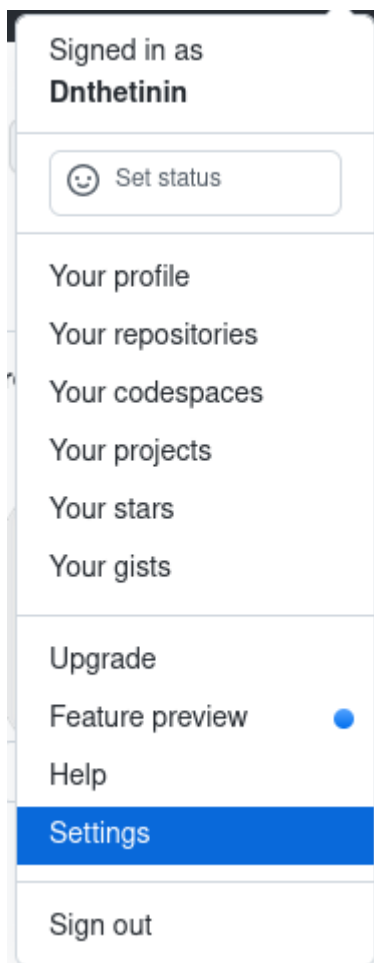 Signed in as
Dnthetinin
Set status
Your profile
Your repositories
Your codespaces
Your projects
Your stars
Your gists
Upgrade
Feature preview
Help
Settings
Sign out